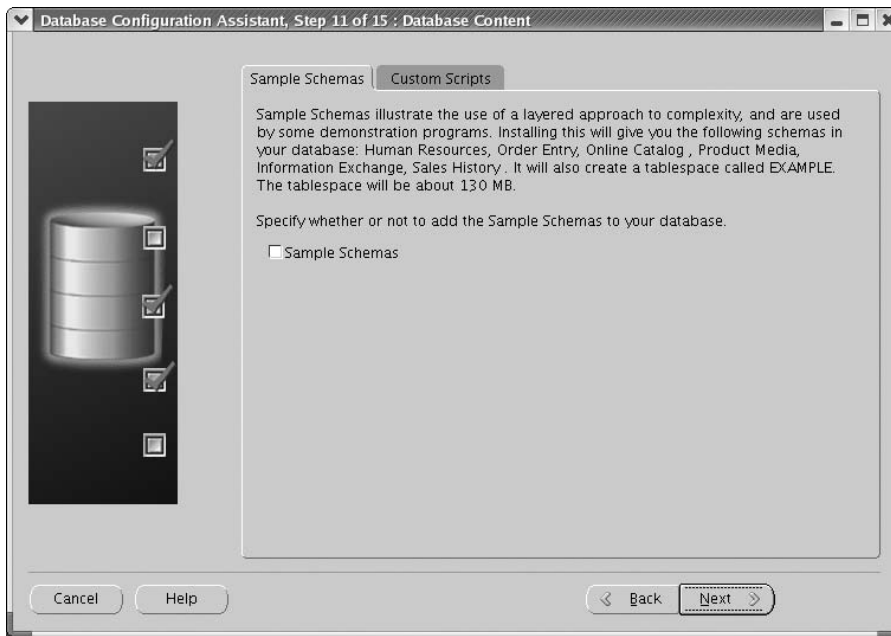 Database Configuration Assistant, Step 11 of 15 : Database Content
Sample Schemas
Custom Scripts
Sample Schemas illustrate the use of a layered approach to complexity, and are used
by some demonstration programs. Installing this will give you the following schemas in
your database: Human Resources, Order Entry, Online Catalog , Product Media,
Information Exchange, Sales History . It will also create a tablespace called EXAMPLE.
The tablespace will be about 130 MB.
Specify whether or not to add the Sample Schemas to your database.
Sample Schemas
Cancel
Help
Back
Next